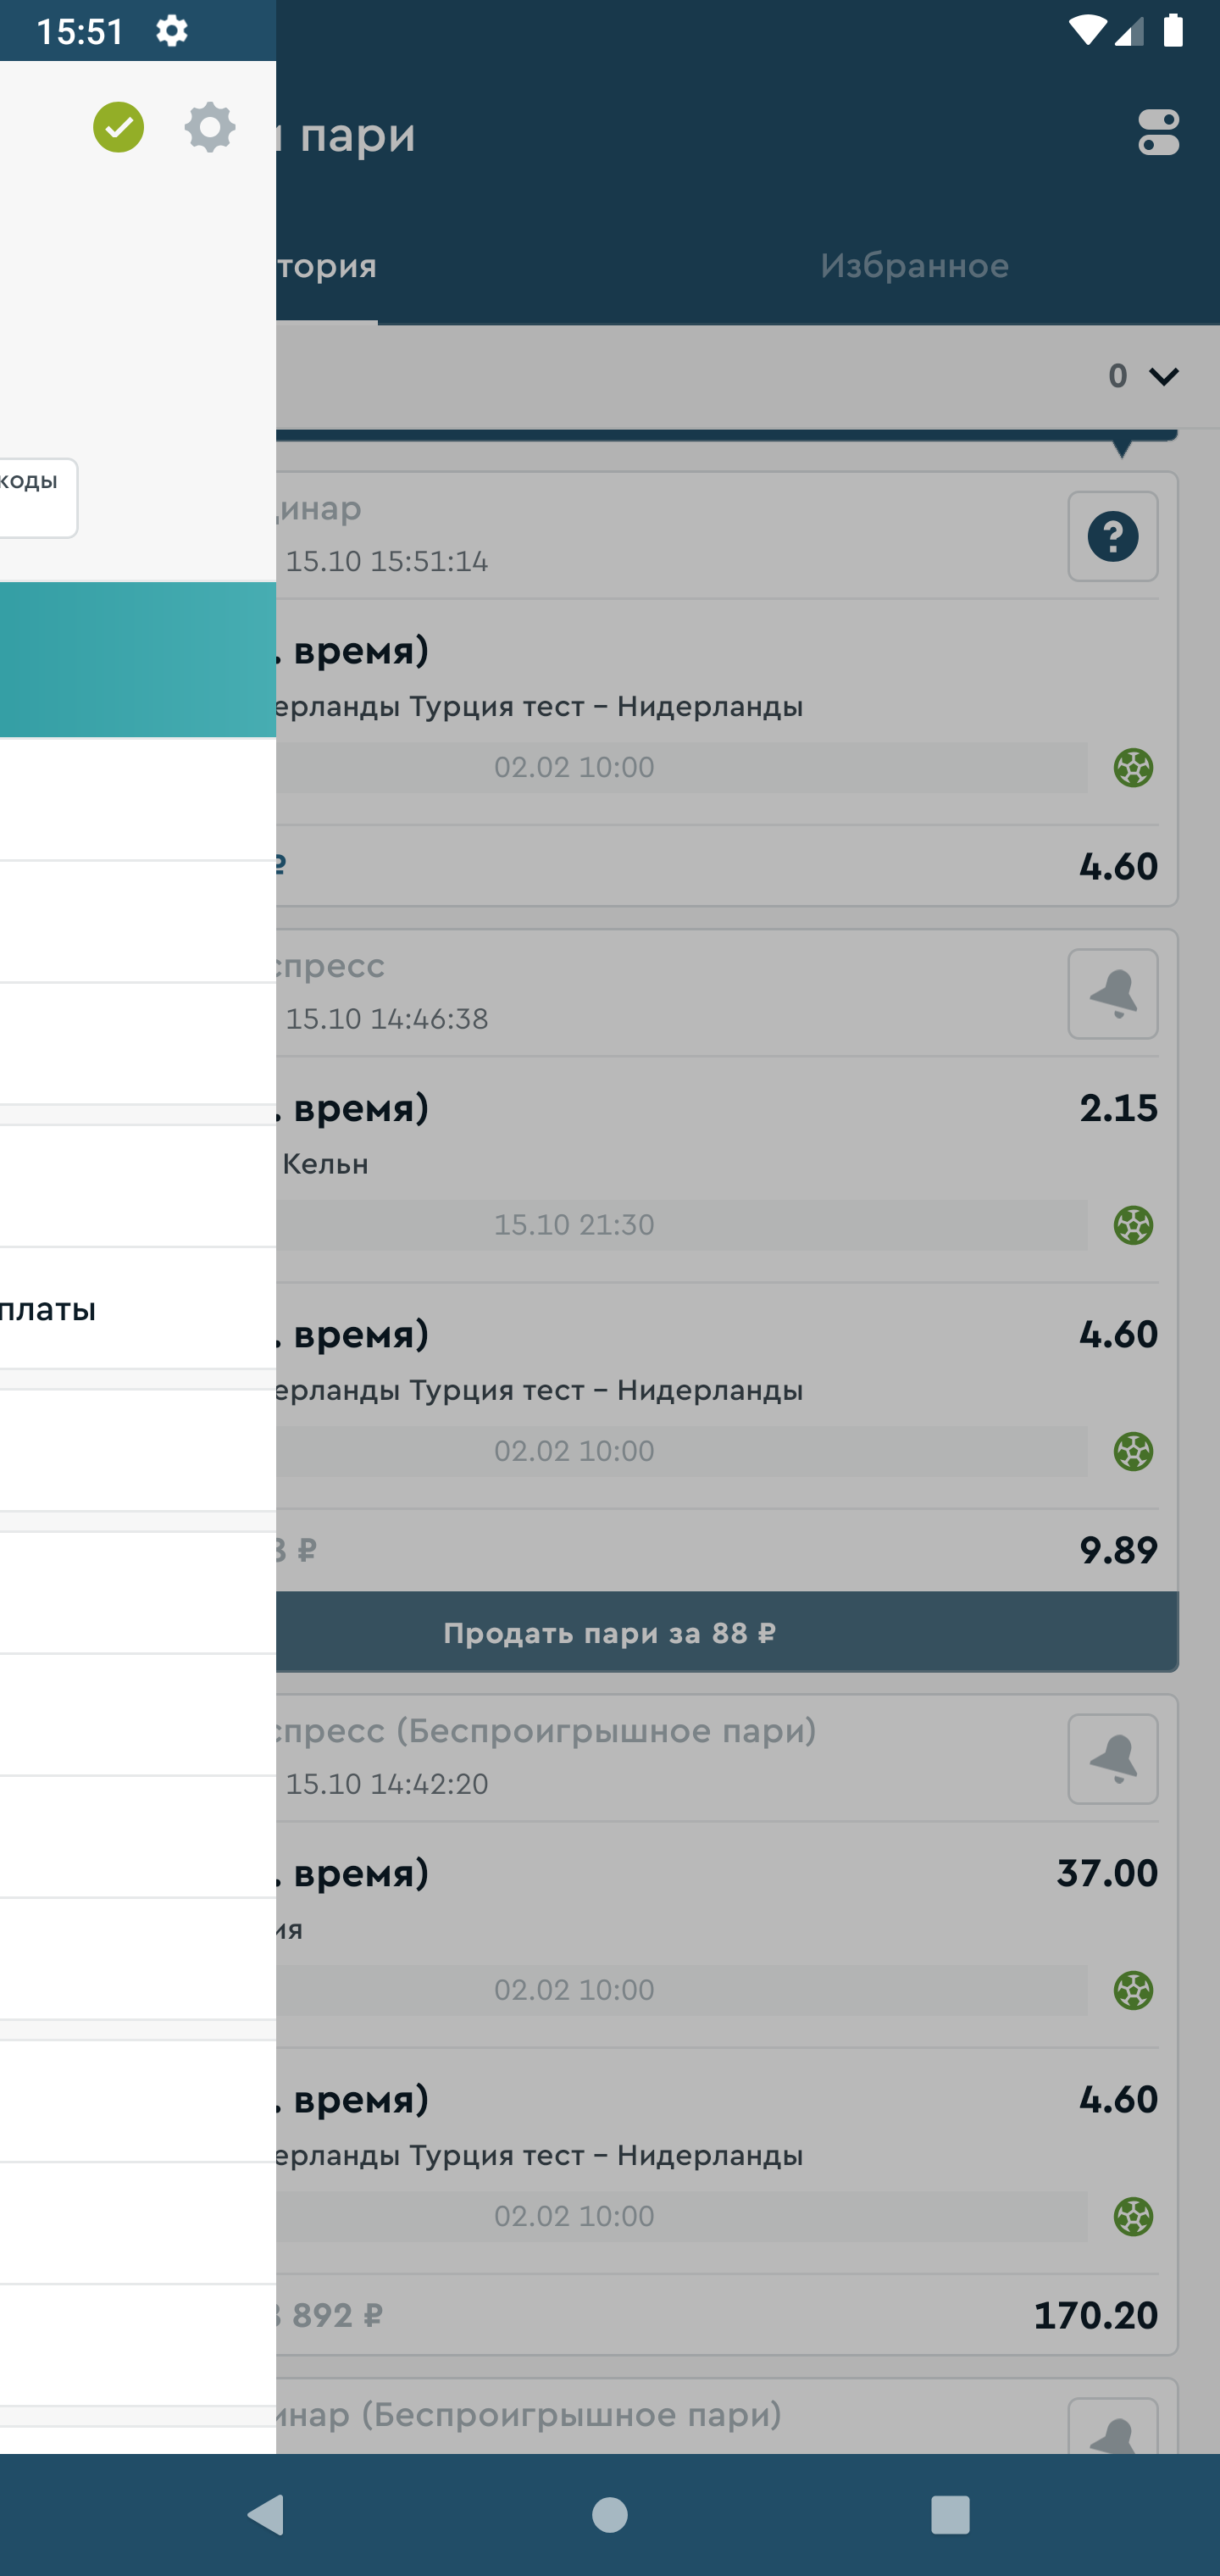 15:51
пари
тория
Избранное
0
коды
динар
15.10 15:51:14
?
. время)
ерланды Турция тест – Нидерланды
02.02 10:00
₽
4.60
спресс
15.10 14:46:38
. время)
2.15
Кельн
15.10 21:30
. время)
4.60
платы
ерланды Турция тест – Нидерланды
02.02 10:00
₽
9.89
Продать пари за 88 ₽
спресс (Беспроигрышное пари)
15.10 14:42:20
. время)
37.00
ия
02.02 10:00
. время)
4.60
ерланды Турция тест – Нидерланды
02.02 10:00
892 ₽
170.20
инар (Беспроигрышное пари)